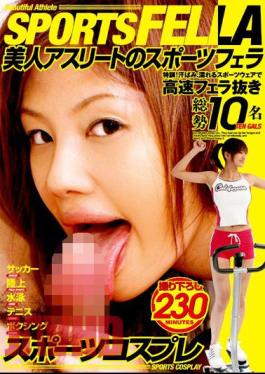 Beautiful Athlete
SPORTS FELLA
美人アスリートのスポーツフェラ
特訓!汗ばみ、濡れるスポーツウェアで
高速フェラ抜き
総勢10名
TEN GALS
California
サッカー
陸上
水泳
テニス
ボクシング
撮り下ろし
230
MINUTES
スポーツコスプレ
SPORTS COSPLAY